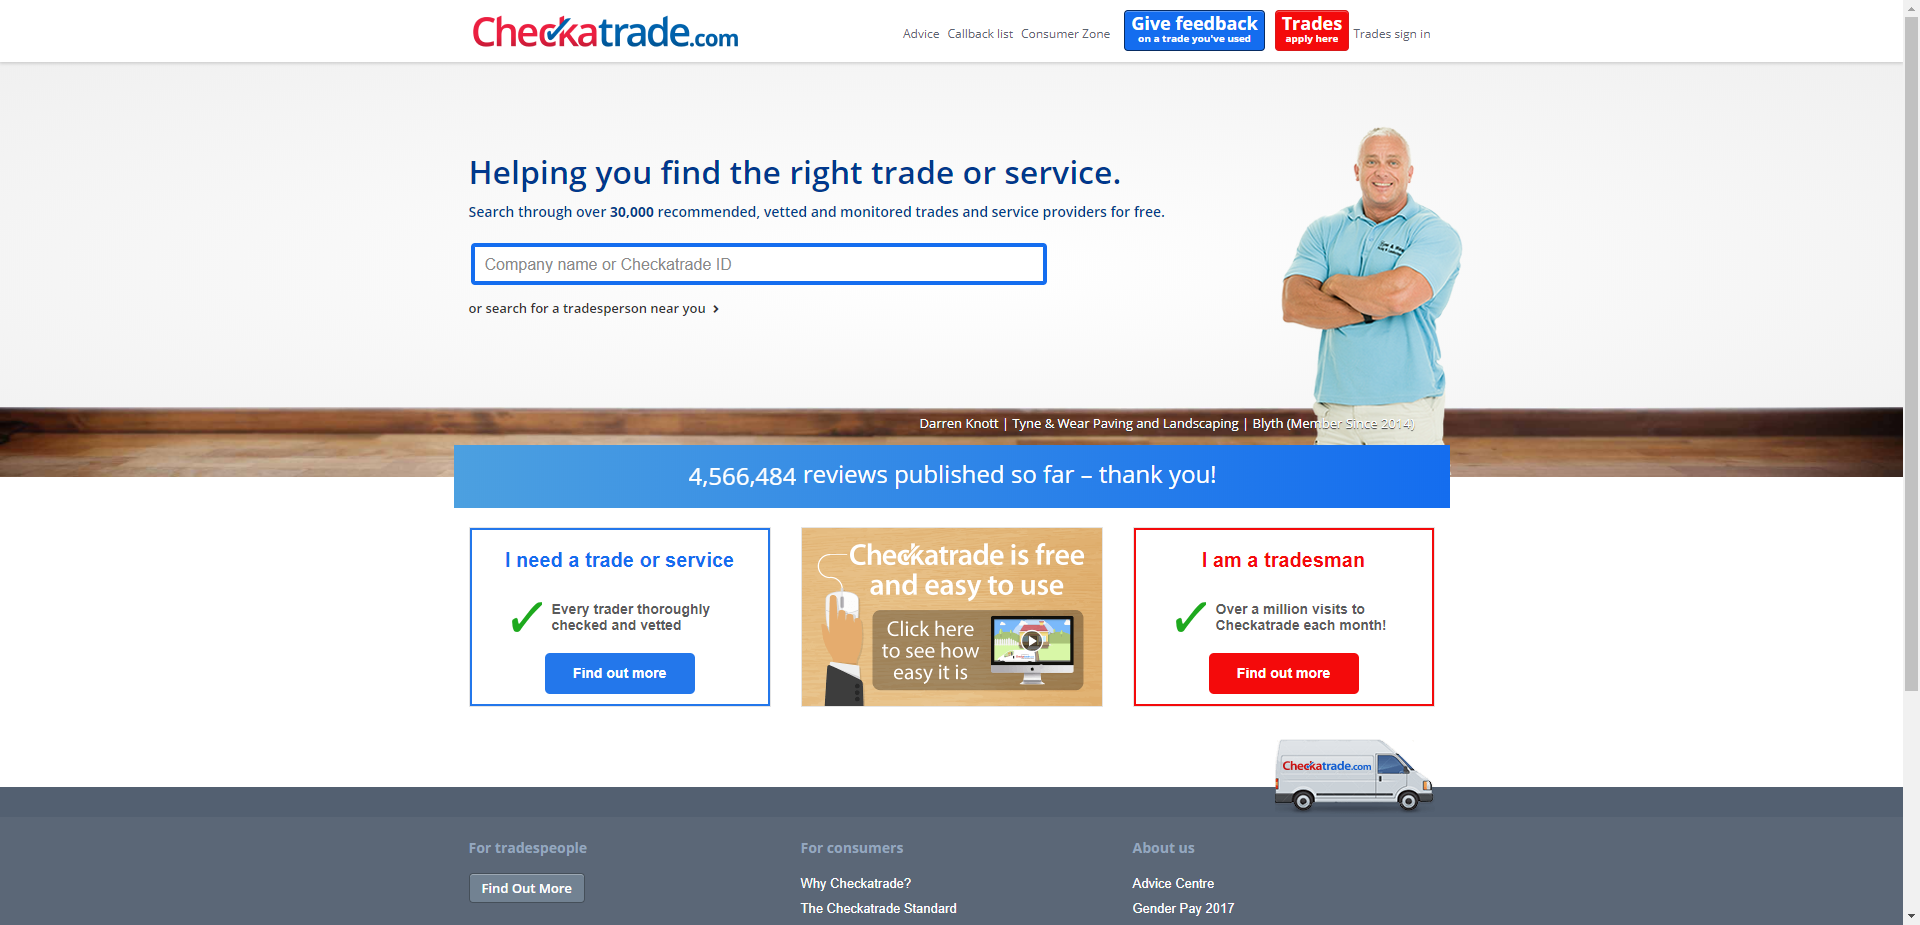 Checkatrade.com
Advice Callback list Consumer Zone
Give feedback
on a trade you've used
Trades
apply here
Trades sign in
Helping you find the right trade or service.
Search through over 30,000 recommended, vetted and monitored trades and service providers for free.
Company name or Checkatrade ID
or search for a tradesperson near you
Darren Knott | Tyne & Wear Paving and Landscaping | Blyth (Member Since 2014)
4,566,484 reviews published so far – thank you!
I need a trade or service
Every trader thoroughly
checked and vetted
Find out more
Checkatrade is free
and easy to use
Click here
to see how
easy it is
I am a tradesman
Over a million visits to
Checkatrade each month!
Find out more
Checkatrade.com
For tradespeople
Find Out More
For consumers
Why Checkatrade?
The Checkatrade Standard
About us
Advice Centre
Gender Pay 2017